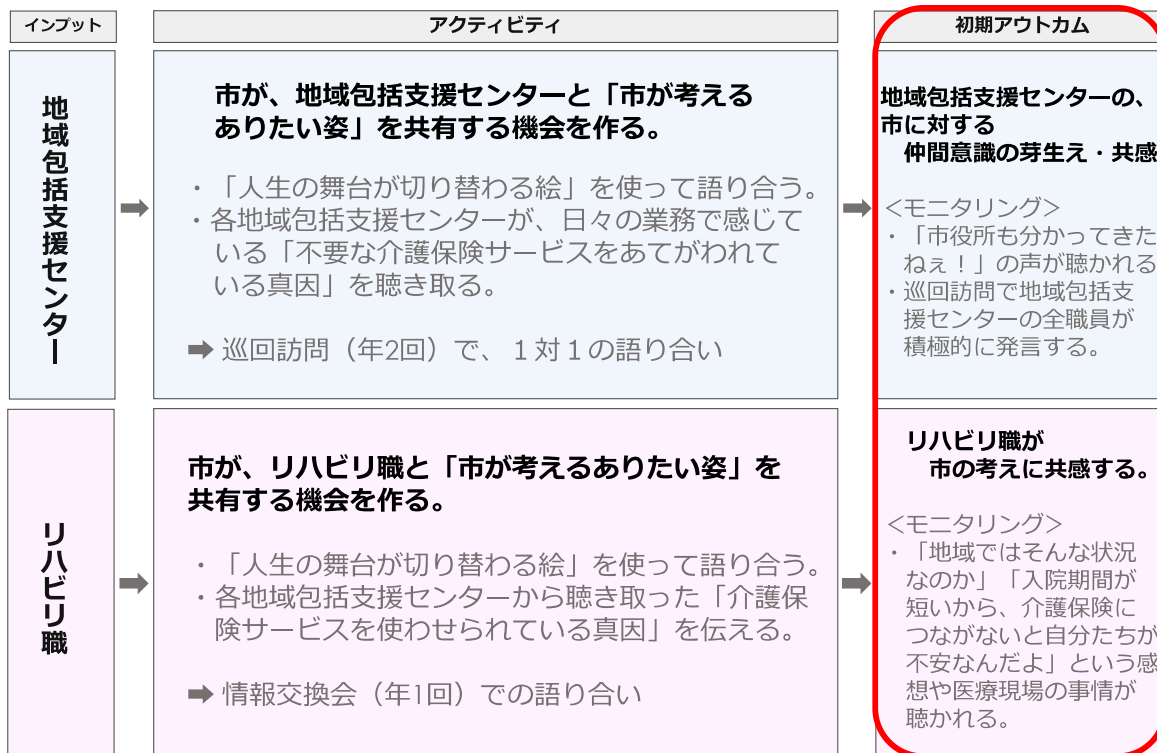 インプット
アクティビティ
初期アウトカム
地域包括支援センター
市が、地域包括支援センターと「市が考える
ありたい姿」を共有する機会を作る。
・「人生の舞台が切り替わる絵」を使って語り合う。
・各地域包括支援センターが、日々の業務で感じて
いる「不要な介護保険サービスをあてがわれて
いる真因」を聴き取る。
➡ 巡回訪問（年2回）で、１対１の語り合い
➡
➡
地域包括支援センターの、
市に対する
仲間意識の芽生え・共感
＜モニタリング＞
・「市役所も分かってきた
ねぇ！」の声が聴かれる
・巡回訪問で地域包括支
援センターの全職員が
積極的に発言する。
リハビリ職
市が、リハビリ職と「市が考えるありたい姿」を
共有する機会を作る。
・「人生の舞台が切り替わる絵」を使って語り合う。
・各地域包括支援センターから聴き取った「介護保
険サービスを使わせられている真因」を伝える。
➡ 情報交換会（年1回）での語り合い
➡
➡
リハビリ職が
市の考えに共感する。
＜モニタリング＞
・「地域ではそんな状況
なのか」「入院期間が
短いから、介護保険に
つながないと自分たちが
不安なんだよ」という感
想や医療現場の事情が
聴かれる。